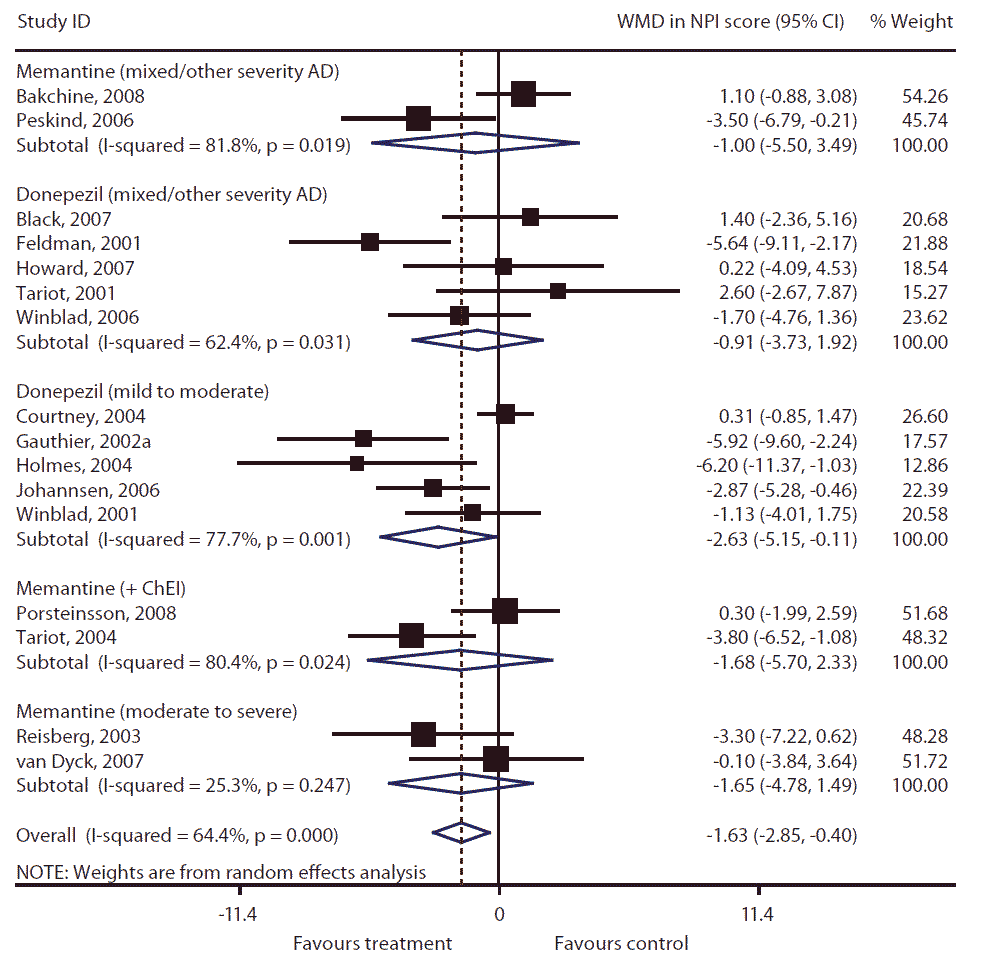 Study ID WMD in NPI score (95% CI) % Weight
Memantine (mixed/other severity AD)
Bakchine, 2008 1.10 (-0.88, 3.08) 54.26
Peskind, 2006 -3.50 (-6.79, -0.21) 45.74
Subtotal (I-squared = 81.8%, p = 0.019) -1.00 (-5.50, 3.49) 100.00
Donepezil (mixed/other severity AD)
Black, 2007 1.40 (-2.36, 5.16) 20.68
Feldman, 2001 -5.64 (-9.11, -2.17) 21.88
Howard, 2007 0.22 (-4.09, 4.53) 18.54
Tariot, 2001 2.60 (-2.67, 7.87) 15.27
Winblad, 2006 -1.70 (-4.76, 1.36) 23.62
Subtotal (I-squared = 62.4%, p = 0.031) -0.91 (-3.73, 1.92) 100.00
Donepezil (mild to moderate)
Courtney, 2004 0.31 (-0.85, 1.47) 26.60
Gauthier, 2002a -5.92 (-9.60, -2.24) 17.57
Holmes, 2004 -6.20 (-11.37, -1.03) 12.86
Johannsen, 2006 -2.87 (-5.28, -0.46) 22.39
Winblad, 2001 -1.13 (-4.01, 1.75) 20.58
Subtotal (I-squared = 77.7%, p = 0.001) -2.63 (-5.15, -0.11) 100.00
Memantine (+ ChEI)
Porsteinsson, 2008 0.30 (-1.99, 2.59) 51.68
Tariot, 2004 -3.80 (-6.52, -1.08) 48.32
Subtotal (I-squared = 80.4%, p = 0.024) -1.68 (-5.70, 2.33) 100.00
Memantine (moderate to severe)
Reisberg, 2003 -3.30 (-7.22, 0.62) 48.28
van Dyck, 2007 -0.10 (-3.84, 3.64) 51.72
Subtotal (I-squared = 25.3%, p = 0.247) -1.65 (-4.78, 1.49) 100.00
Overall (I-squared = 64.4%, p = 0.000) -1.63 (-2.85, -0.40)
NOTE: Weights are from random effects analysis
-11.4 0 11.4
Favours treatment Favours control